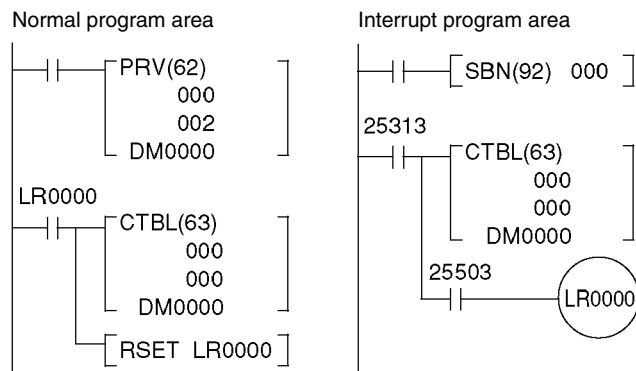 Normal program area
PRV(62)
000
002
DM0000
LR0000
CTBL(63)
000
000
DM0000
RSET LR0000
Interrupt program area
SBN(92) 000
25313
CTBL(63)
000
000
DM0000
25503
LR0000